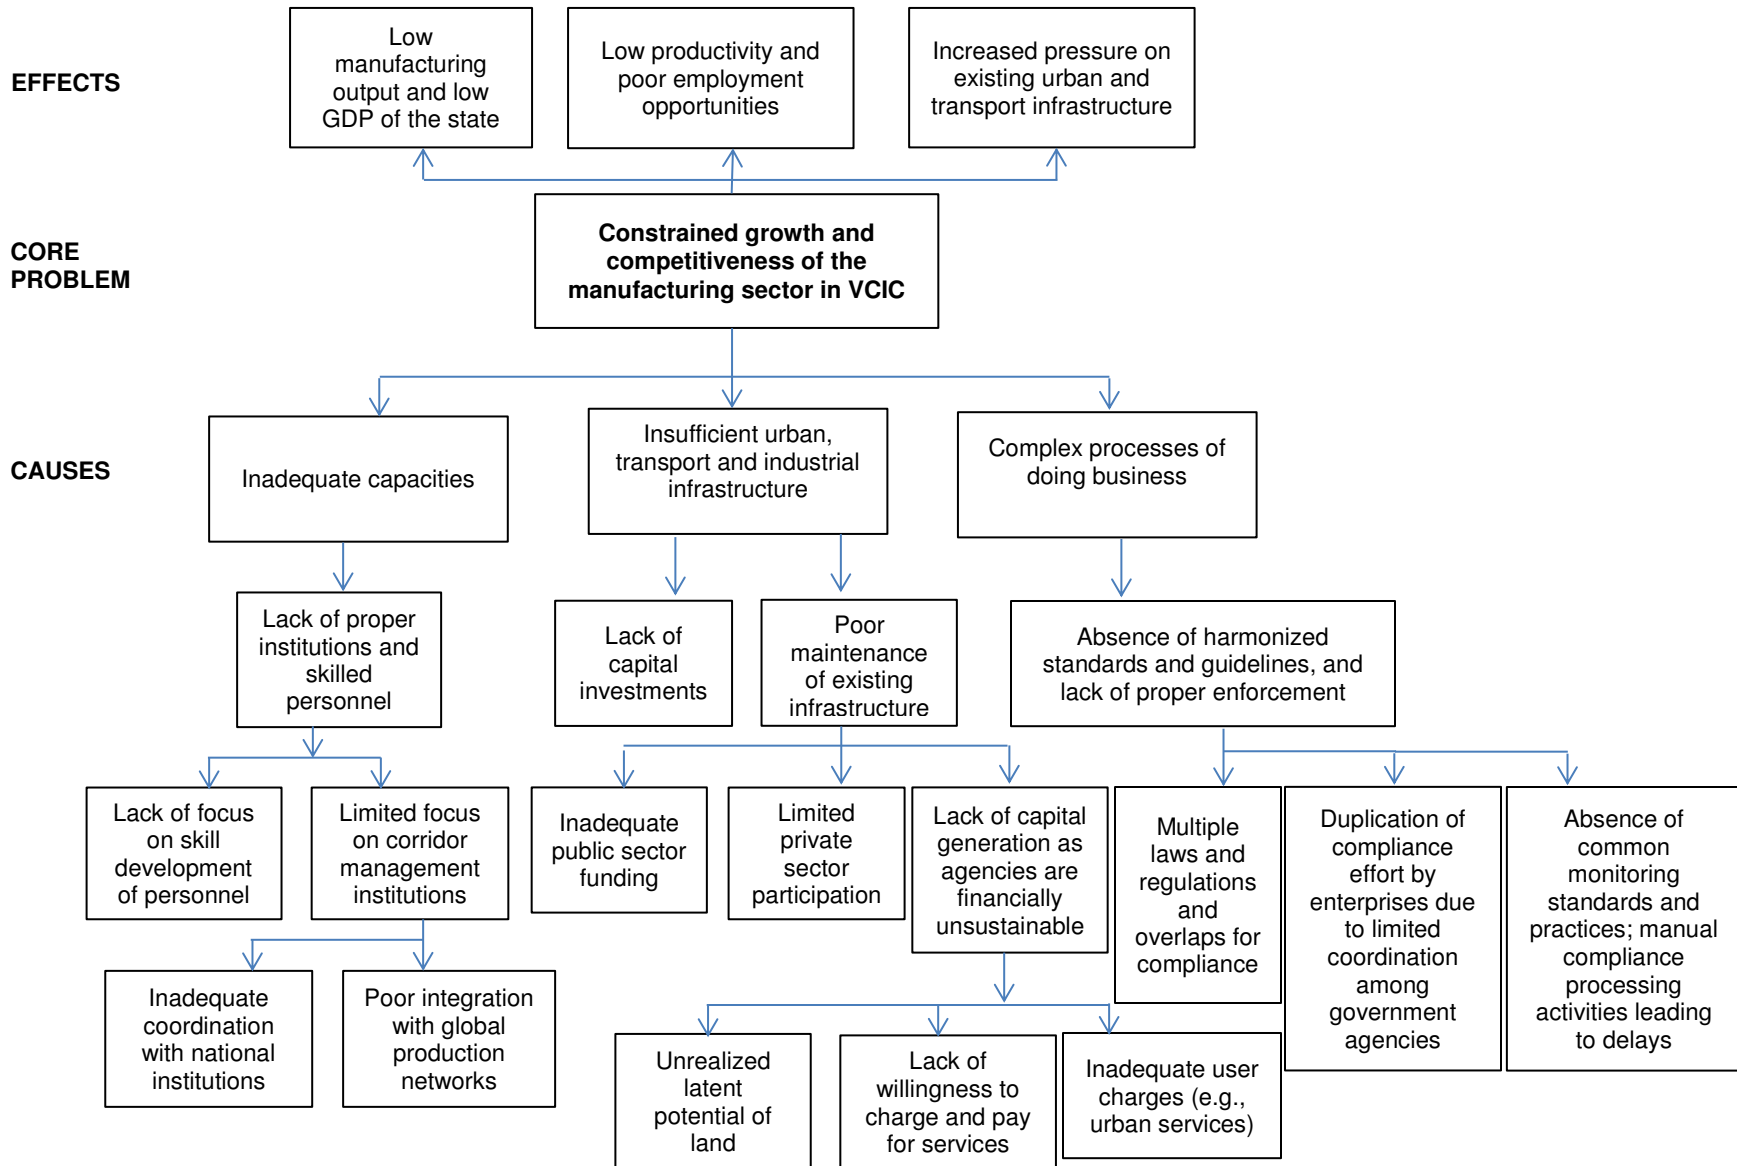 EFFECTS
Low
manufacturing
output and low
GDP of the state
Low productivity and
poor employment
opportunities
Increased pressure on
existing urban and
transport infrastructure
CORE
PROBLEM
Constrained growth and
competitiveness of the
manufacturing sector in VCIC
CAUSES
Inadequate capacities
Insufficient urban,
transport and industrial
infrastructure
Complex processes of
doing business
Lack of proper
institutions and
skilled
personnel
Lack of
capital
investments
Poor
maintenance
of existing
infrastructure
Absence of harmonized
standards and guidelines, and
lack of proper enforcement
Lack of focus
on skill
development
of personnel
Limited focus
on corridor
management
institutions
Inadequate
public sector
funding
Limited
private
sector
participation
Lack of capital
generation as
agencies are
financially
unsustainable
Multiple
laws and
regulations
and
overlaps for
compliance
Duplication of
compliance
effort by
enterprises due
to limited
coordination
among
government
agencies
Absence of
common
monitoring
standards and
practices; manual
compliance
processing
activities leading
to delays
Inadequate
coordination
with national
institutions
Poor integration
with global
production
networks
Unrealized
latent
potential of
land
Lack of
willingness to
charge and pay
for services
Inadequate user
charges (e.g.,
urban services)